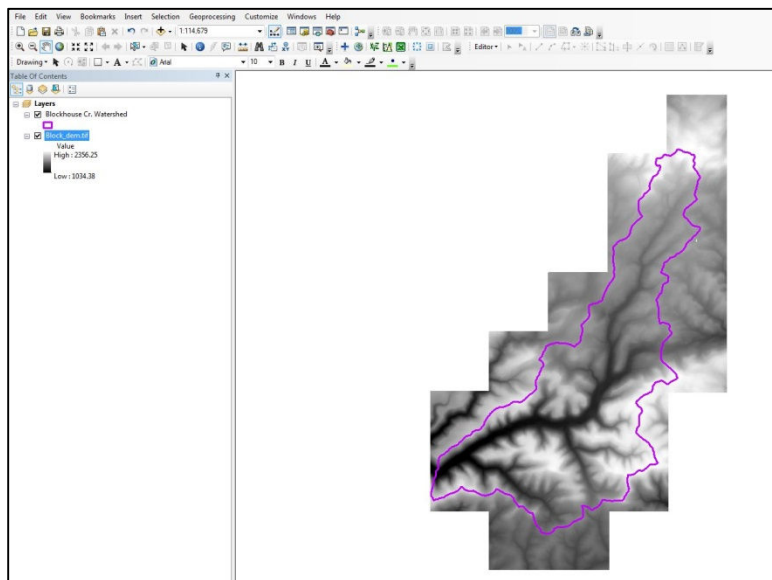 File Edit View Bookmarks Insert Selection Geoprocessing Customize Windows Help
1:114,679
Editor
Drawing A Arial 10 B I U A
Table Of Contents
Layers
Blockhouse Cr. Watershed
Block_dem.tif
Value
High : 2356.25
Low : 1034.38